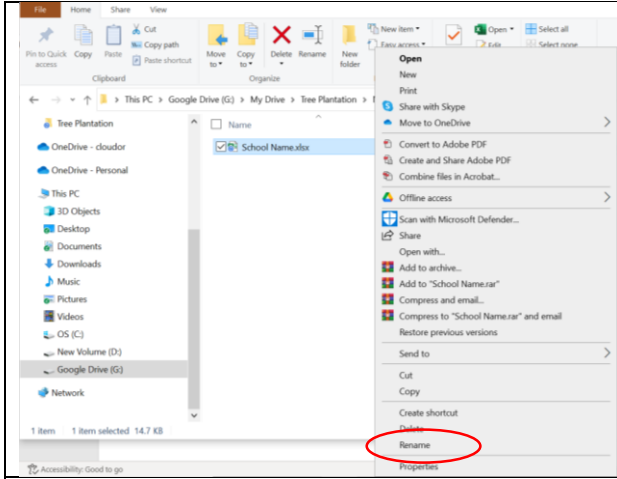 File Home Share View
Pin to Quick access
Copy
Paste
Cut
Copy path
Paste shortcut
Clipboard
Move to
Copy to
Delete
Rename
Organize
New folder
New item
Easy access
Open
Edit
Select all
Select none
This PC > Google Drive (G:) > My Drive > Tree Plantation >
Tree Plantation
OneDrive - cloudor
OneDrive - Personal
This PC
3D Objects
Desktop
Documents
Downloads
Music
Pictures
Videos
OS (C:)
New Volume (D:)
Google Drive (G:)
Network
Name
School Name.xlsx
1 item 1 item selected 14.7 KB
Accessibility: Good to go
Open
New
Print
Share with Skype
Move to OneDrive
Convert to Adobe PDF
Create and Share Adobe PDF
Combine files in Acrobat...
Offline access
Scan with Microsoft Defender...
Share
Open with...
Add to archive...
Add to "School Name.rar"
Compress and email...
Compress to "School Name.rar" and email
Restore previous versions
Send to
Cut
Copy
Create shortcut
Delete
Rename
Properties